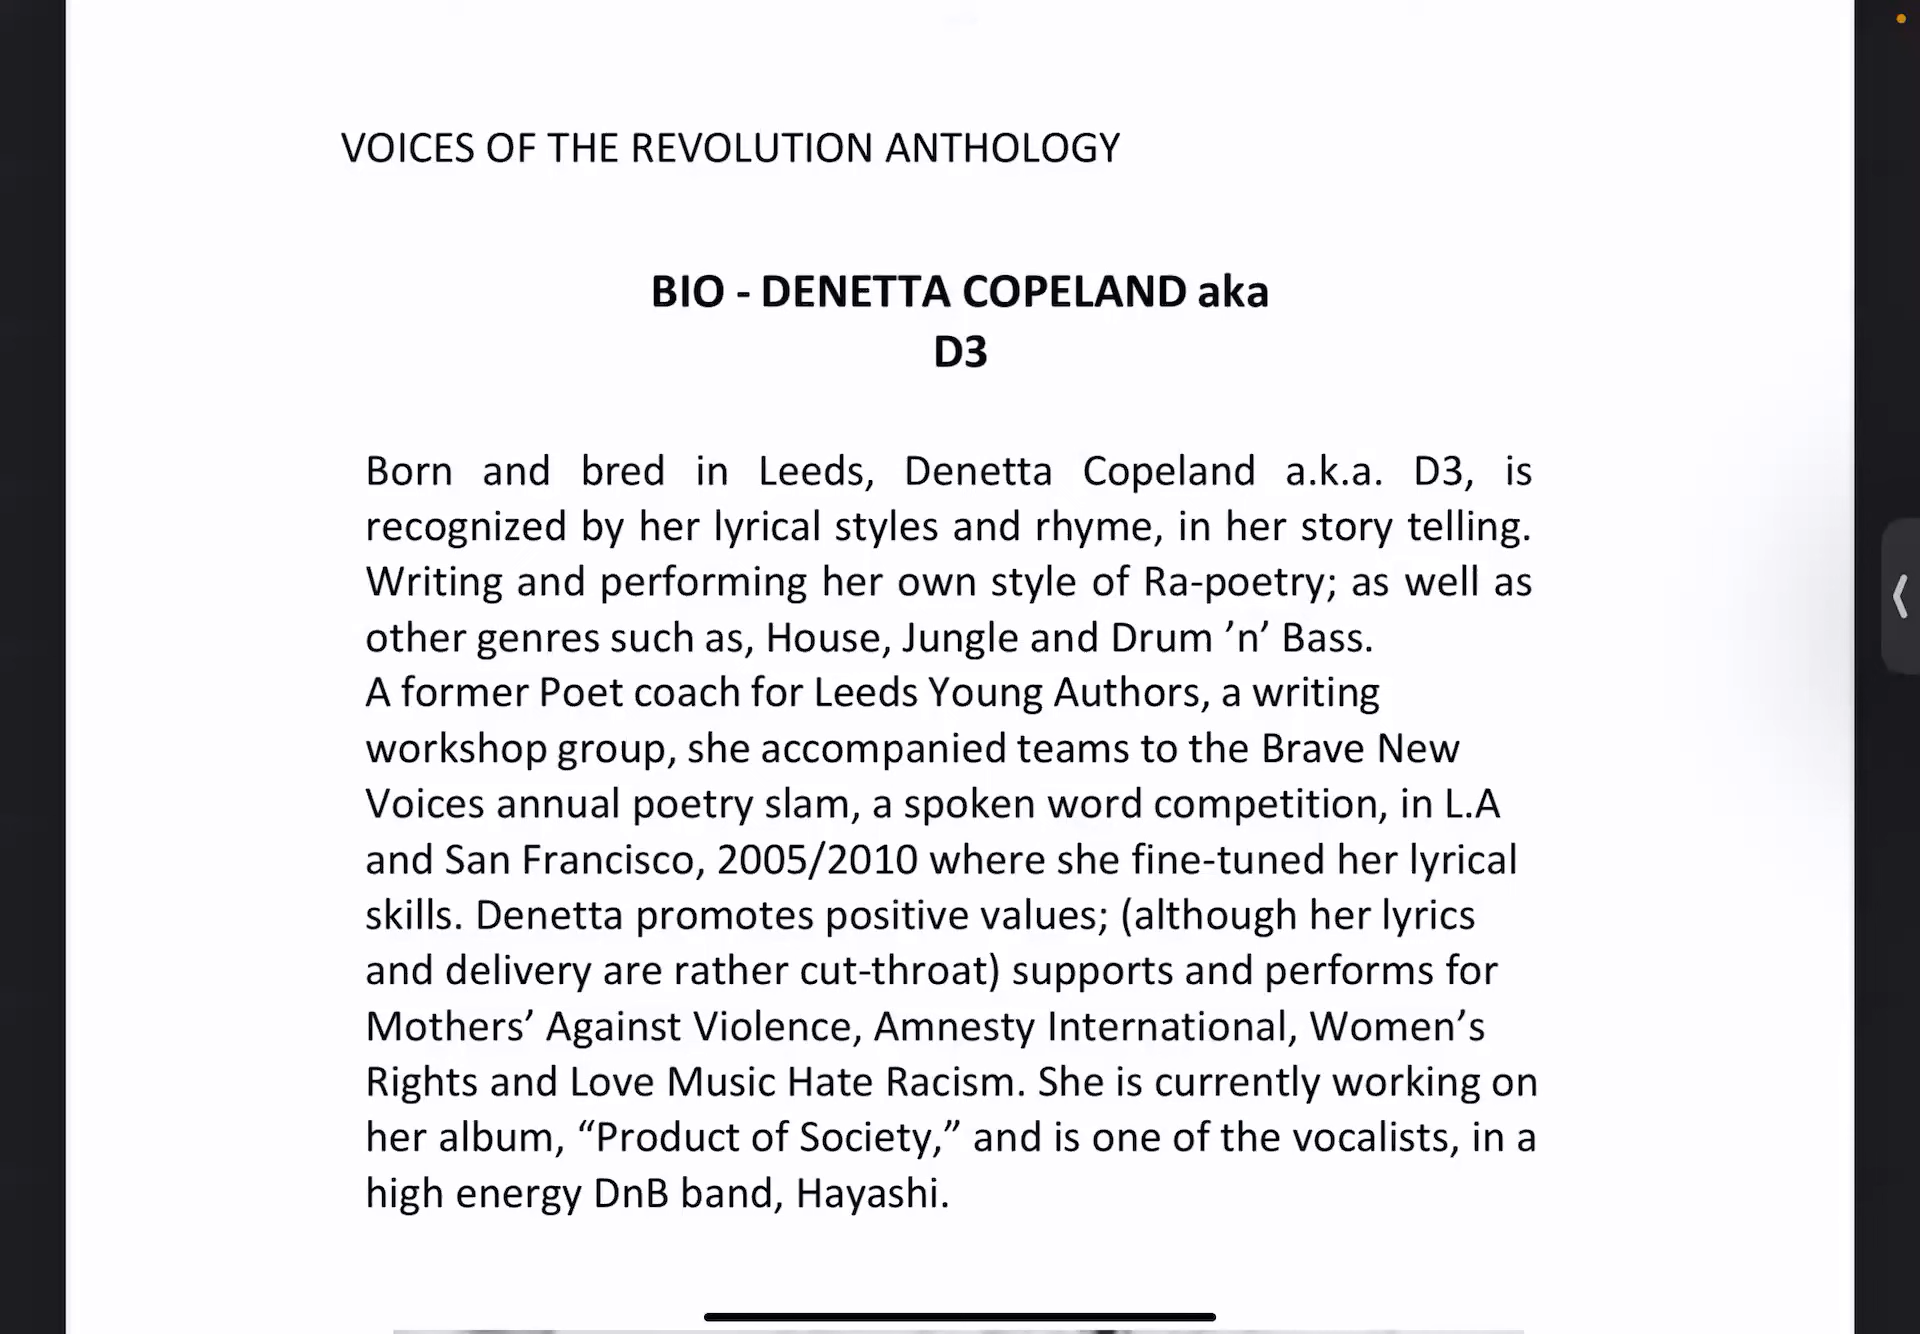 VOICES OF THE REVOLUTION ANTHOLOGY
BIO - DENETTA COPELAND aka
D3
Born and bred in Leeds, Denetta Copeland a.k.a. D3, is
recognized by her lyrical styles and rhyme, in her story telling.
Writing and performing her own style of Ra-poetry; as well as
other genres such as, House, Jungle and Drum ’n’ Bass.
A former Poet coach for Leeds Young Authors, a writing
workshop group, she accompanied teams to the Brave New
Voices annual poetry slam, a spoken word competition, in L.A
and San Francisco, 2005/2010 where she fine-tuned her lyrical
skills. Denetta promotes positive values; (although her lyrics
and delivery are rather cut-throat) supports and performs for
Mothers’ Against Violence, Amnesty International, Women’s
Rights and Love Music Hate Racism. She is currently working on
her album, “Product of Society,” and is one of the vocalists, in a
high energy DnB band, Hayashi.